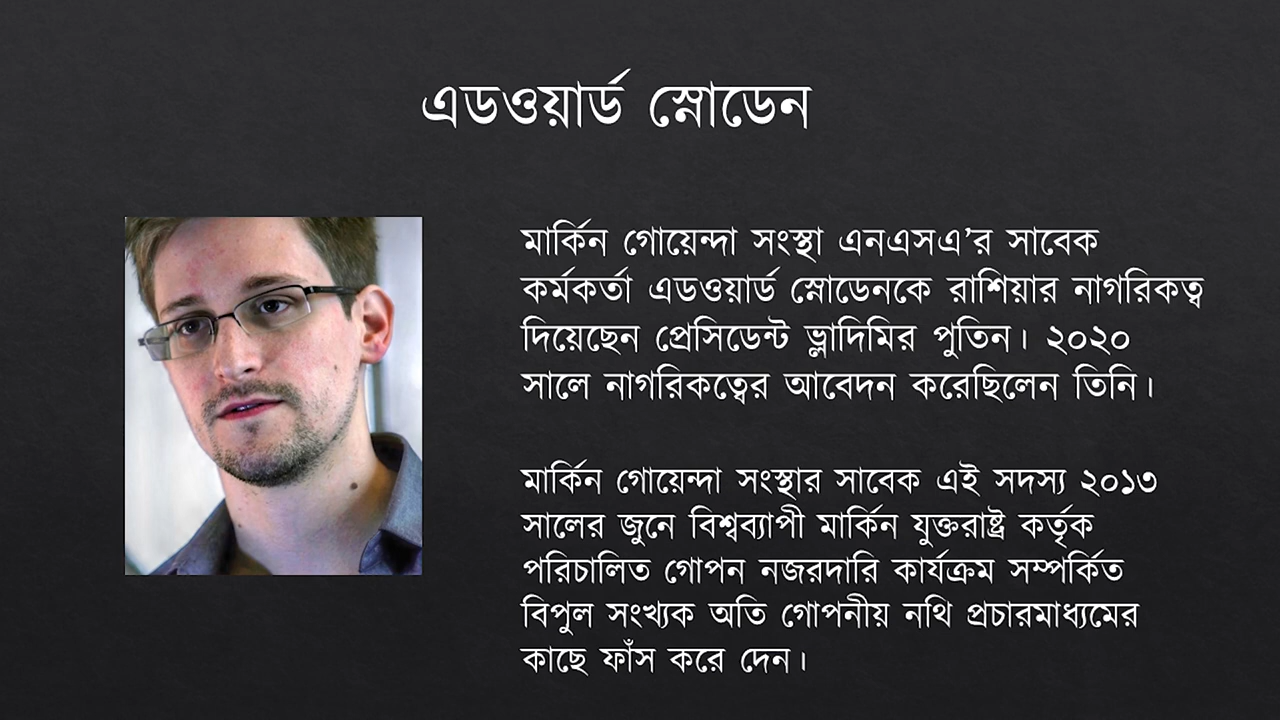 এডওয়ার্ড স্নোডেন
মার্কিন গোয়েন্দা সংস্থা এনএসএ’র সাবেক
কর্মকর্তা এডওয়ার্ড স্নোডেনকে রাশিয়ার নাগরিকত্ব
দিয়েছেন প্রেসিডেন্ট ভ্লাদিমির পুতিন। ২০২০
সালে নাগরিকত্বের আবেদন করেছিলেন তিনি।
মার্কিন গোয়েন্দা সংস্থার সাবেক এই সদস্য ২০১৩
সালের জুনে বিশ্বব্যাপী মার্কিন যুক্তরাষ্ট্র কর্তৃক
পরিচালিত গোপন নজরদারি কার্যক্রম সম্পর্কিত
বিপুল সংখ্যক অতি গোপনীয় নথি প্রচারমাধ্যমের
কাছে ফাঁস করে দেন।